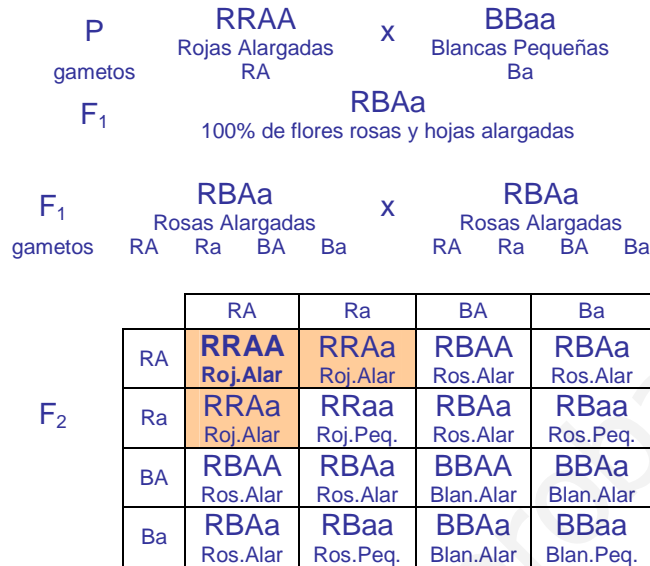 P RRAA x BBaa
Rojas Alargadas Blancas Pequeñas
gametos RA Ba
F1 RBAa
100% de flores rosas y hojas alargadas
F1 RBAa x RBAa
Rosas Alargadas Rosas Alargadas
gametos RA Ra BA Ba RA Ra BA Ba
RA Ra BA Ba
RA RRAA RRAa RBAA RBAa
Roj.Alar Roj.Alar Ros.Alar Ros.Alar
F2 Ra RRAa RRaa RBAa RBaa
Roj.Alar Roj.Peq. Ros.Alar Ros.Peq.
BA RBAA RBAa BBAA BBAa
Ros.Alar Ros.Alar Blan.Alar Blan.Alar
Ba RBAa RBaa BBAa BBaa
Ros.Alar Ros.Peq. Blan.Alar Blan.Peq.